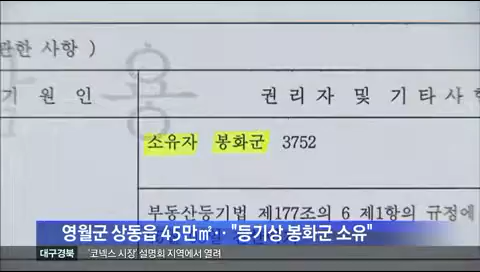 관한 사항 )
기 원 인
권 리 자 및 기 타 사 항
용
소유자 봉화군 3752
부동산등기법 제177조의 6 제1항의 규정에
영월군 상동읍 45만㎡‥ "등기상 봉화군 소유"
대구경북 '코넥스 시장' 설명회 지역에서 열려